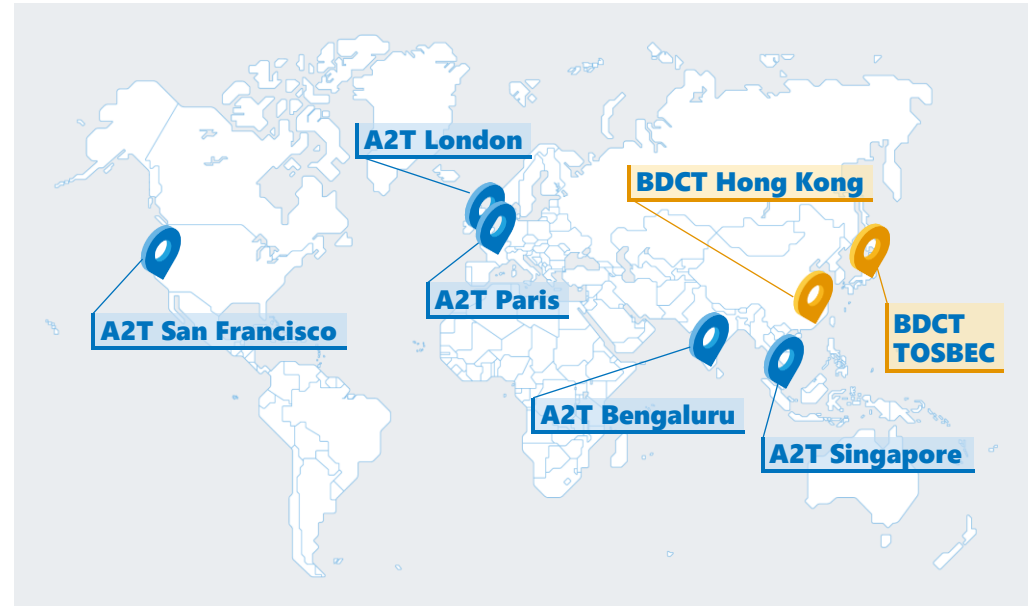 A2T London
BDCT Hong Kong
A2T Paris
A2T San Francisco
BDCT
TOSBEC
A2T Bengaluru
A2T Singapore